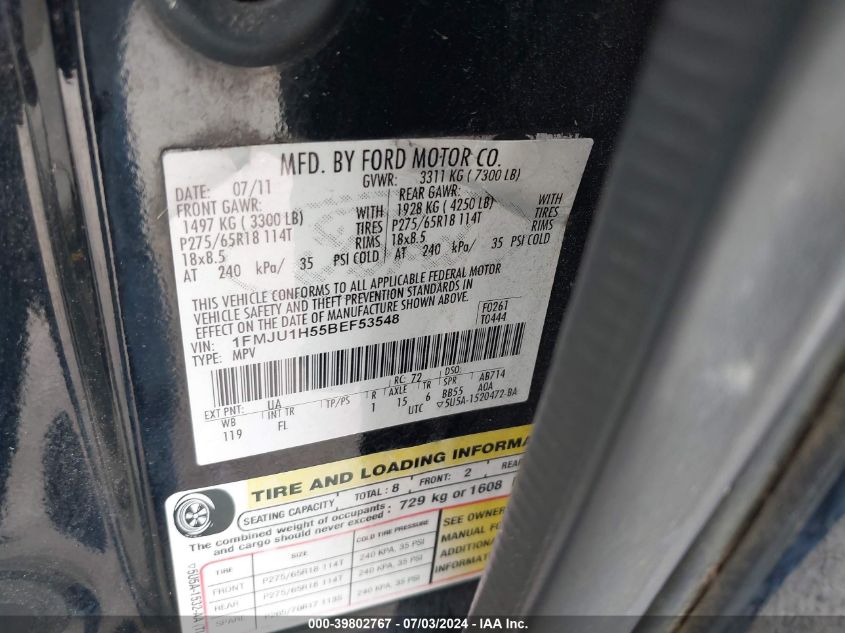 MFD. BY FORD MOTOR CO.
DATE: 07/11 GVWR: 3311 KG ( 7300 LB)
FRONT GAWR: REAR GAWR:
1497 KG ( 3300 LB) WITH 1928 KG ( 4250 LB) WITH
P275/65R18 114T TIRES P275/65R18 114T TIRES
18x8.5 RIMS 18x8.5 RIMS
AT 240 kPa/ 35 PSI COLD AT 240 kPa/ 35 PSI COLD
THIS VEHICLE CONFORMS TO ALL APPLICABLE FEDERAL MOTOR
VEHICLE SAFETY AND THEFT PREVENTION STANDARDS IN
EFFECT ON THE DATE OF MANUFACTURE SHOWN ABOVE.
VIN: 1FMJU1H55BEF53548 F0261
TYPE: MPV T0444
EXT PNT: UA RC: 72 DSO: AB714
WB INT TR TP/PS R AXLE TR SPR
119 FL 1 15 6 BB55 AOA
UTC ▽5U5A-1520472-BA
TIRE AND LOADING INFORMA
SEATING CAPACITY, TOTAL: 8 , FRONT: 2 , REAR
The combined weight of occupants 729 kg or 1608
and cargo should never exceed :
TIRE SIZE COLD TIRE PRESSURE
FRONT P275/65R18 114T 240 KPA, 35 PSI
REAR P275/65R18 114T 240 KPA, 35 PSI
SPARE P265/70R17 113S 240 KPA, 35 PSI
SEE OWNER
MANUAL FO
ADDITION
INFORMAT
000-39802767 - 07/03/2024 - IAA Inc.